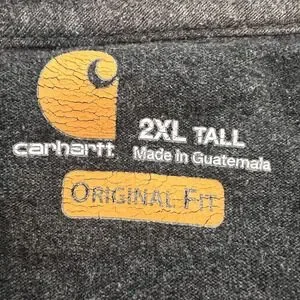 carhartt
2XL TALL
Made in Guatemala
ORIGINAL FIT